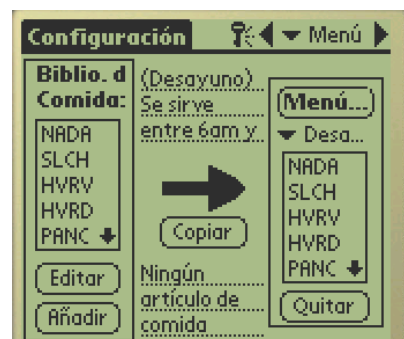 Configuración
Menú
Biblio. d
Comida:
NADA
SLCH
HVRV
HVRD
PANC
Editar
Añadir
(Desayuno)
Se sirve
entre 6am y
Copiar
Ningún
artículo de
comida
Menú...
Desa...
NADA
SLCH
HVRV
HVRD
PANC
Quitar